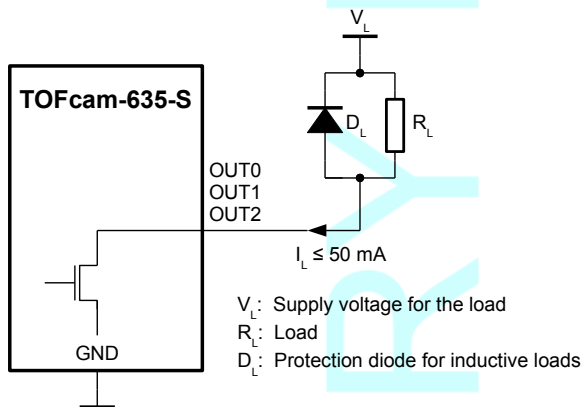 V_L
TOFcam-635-S
D_L
R_L
OUT0
OUT1
OUT2
I_L ≤ 50 mA
V_L: Supply voltage for the load
R_L: Load
D_L: Protection diode for inductive loads
GND
RY